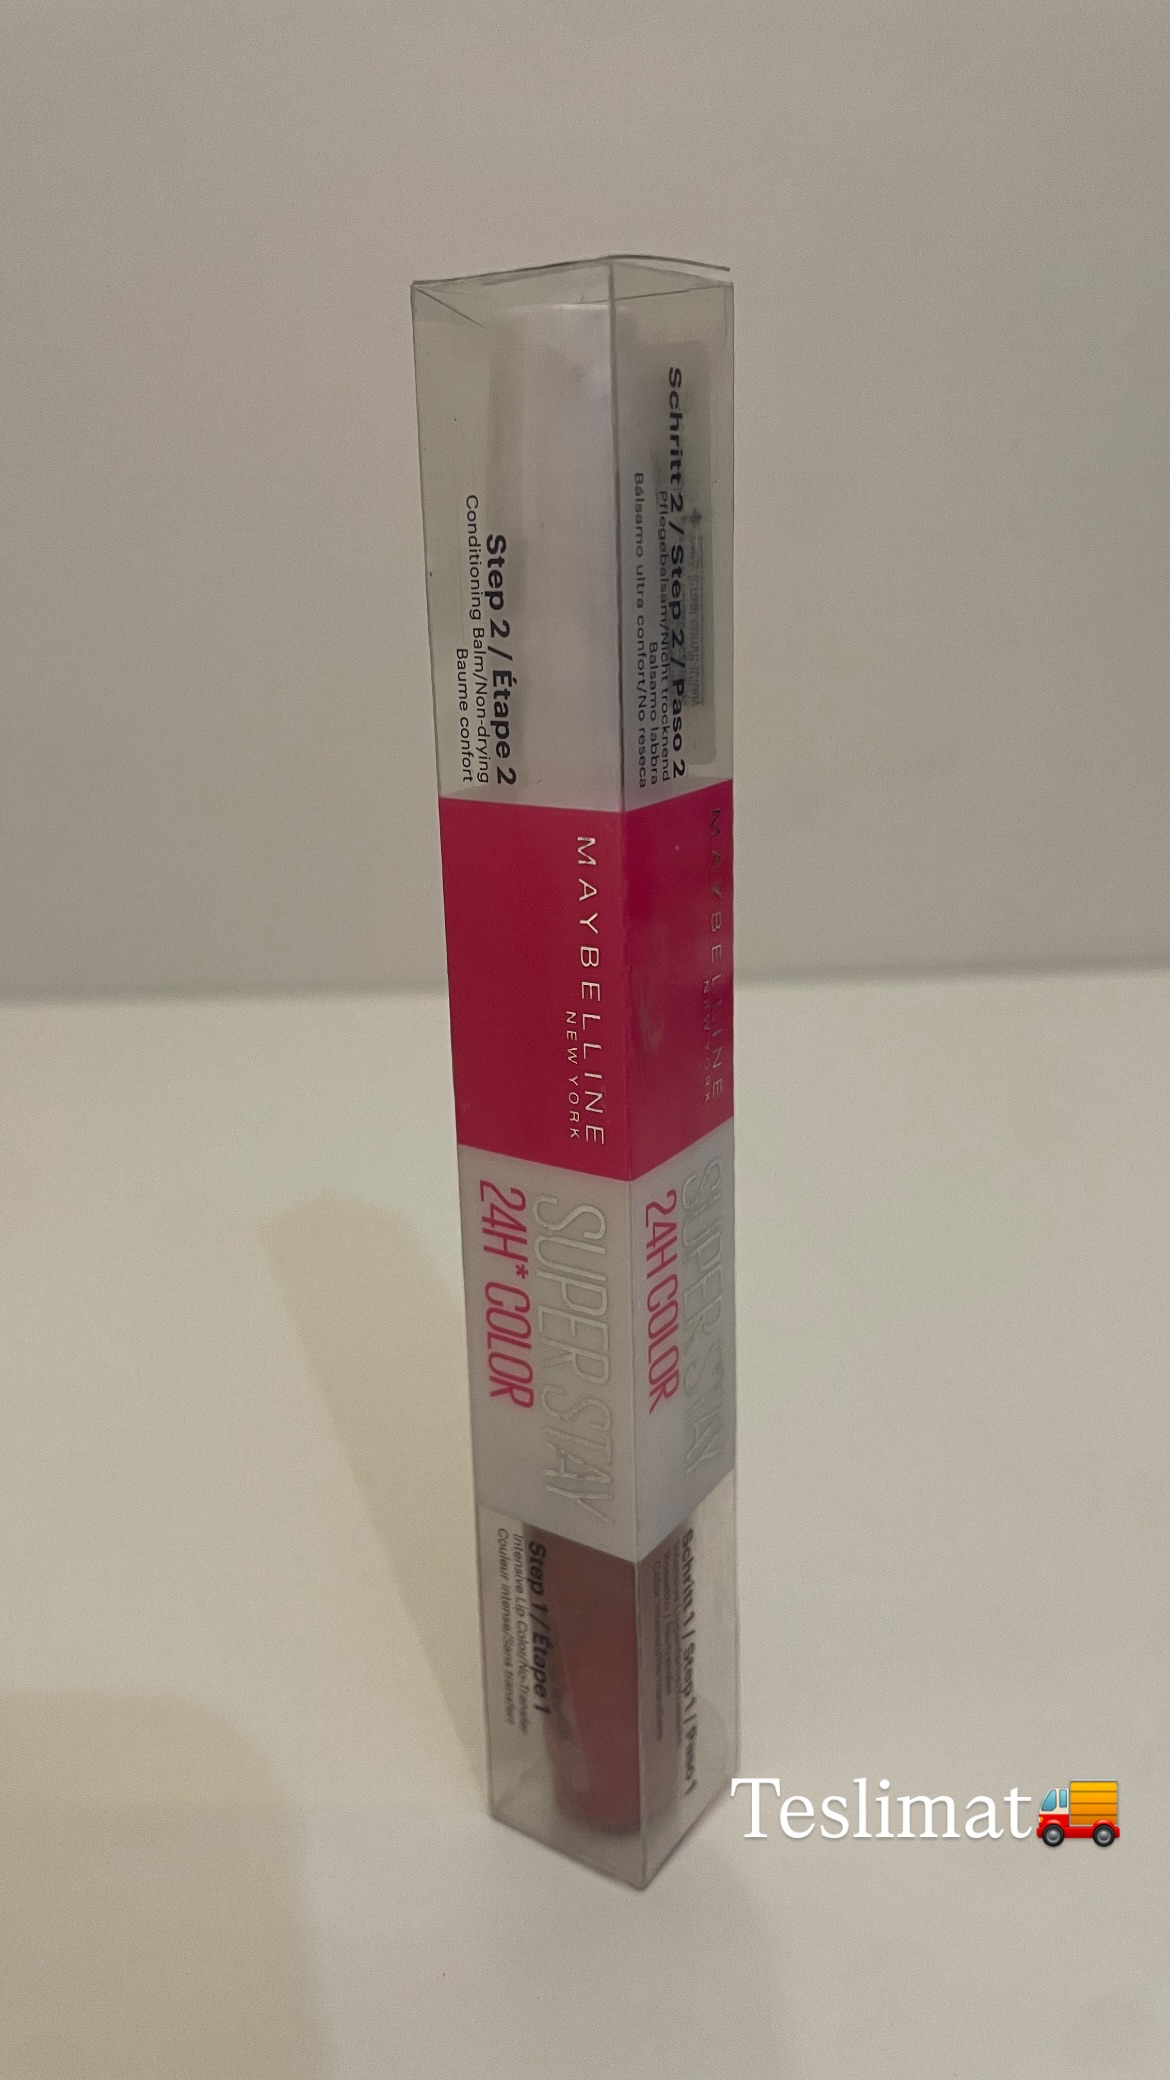 Step 2 / Étape 2
Conditioning Balm/Non-drying
Baume confort
Schritt 2 / Step 2 / Paso 2
Pflegebalsam/Nicht trocknend
Balsamo labbra
Bálsamo ultra confort/No reseca
MAYBELLINE
NEW YORK
MAYBELLINE
NEW YORK
SUPER STAY
24H* COLOR
SUPER STAY
24H COLOR
Step 1 / Étape 1
Intensive Lip Color/No-Transfer
Couleur intense/Sans transfert
Schritt 1 / Step 1 / Paso 1
Teslimat🚚